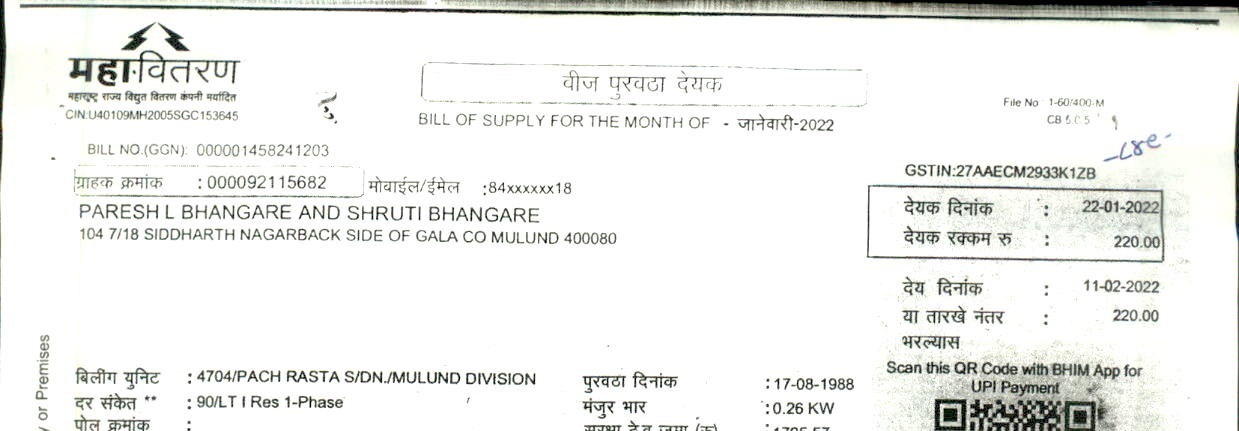 महावितरण
महाराष्ट्र राज्य विद्युत वितरण कंपनी मर्यादित
CIN:U40109MH2005SGC153645
वीज पुरवठा देयक
BILL OF SUPPLY FOR THE MONTH OF - जानेवारी-2022
File No 1-60/400-M
BILL NO.(GGN): 000001458241203
GSTIN:27AAECM2933K1ZB
ग्राहक क्रमांक : 000092115682 मोबाईल/ईमेल :84xxxxxx18
PARESH L BHANGARE AND SHRUTI BHANGARE
104 7/18 SIDDHARTH NAGARBACK SIDE OF GALA CO MULUND 400080
देयक दिनांक : 22-01-2022
देयक रक्कम रु : 220.00
देय दिनांक : 11-02-2022
या तारखे नंतर : 220.00
भरल्यास
Scan this QR Code with BHIM App for
UPI Payment
or Premises
बिलींग युनिट : 4704/PACH RASTA S/DN./MULUND DIVISION
दर संकेत ** : 90/LT I Res 1-Phase
पोल क्रमांक :
पुरवठा दिनांक : 17-08-1988
मंजुर भार : 0.26 KW